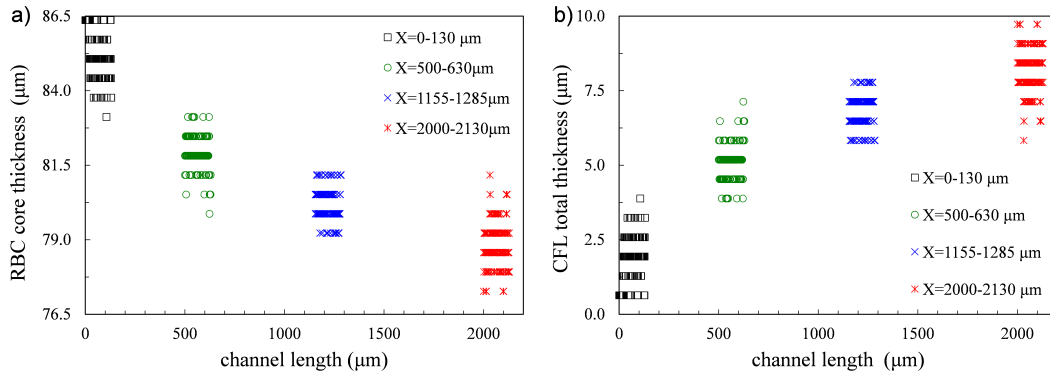 a)
86.5
84.0
81.5
79.0
76.5
RBC core thickness (μm)
0
500
1000
1500
2000
channel length (μm)
X=0-130 μm
X=500-630μm
X=1155-1285μm
X=2000-2130μm
b)
10.0
7.5
5.0
2.5
0.0
CFL total thickness (μm)
0
500
1000
1500
2000
channel length (μm)
X=0-130 μm
X=500-630 μm
X=1155-1285 μm
X=2000-2130 μm